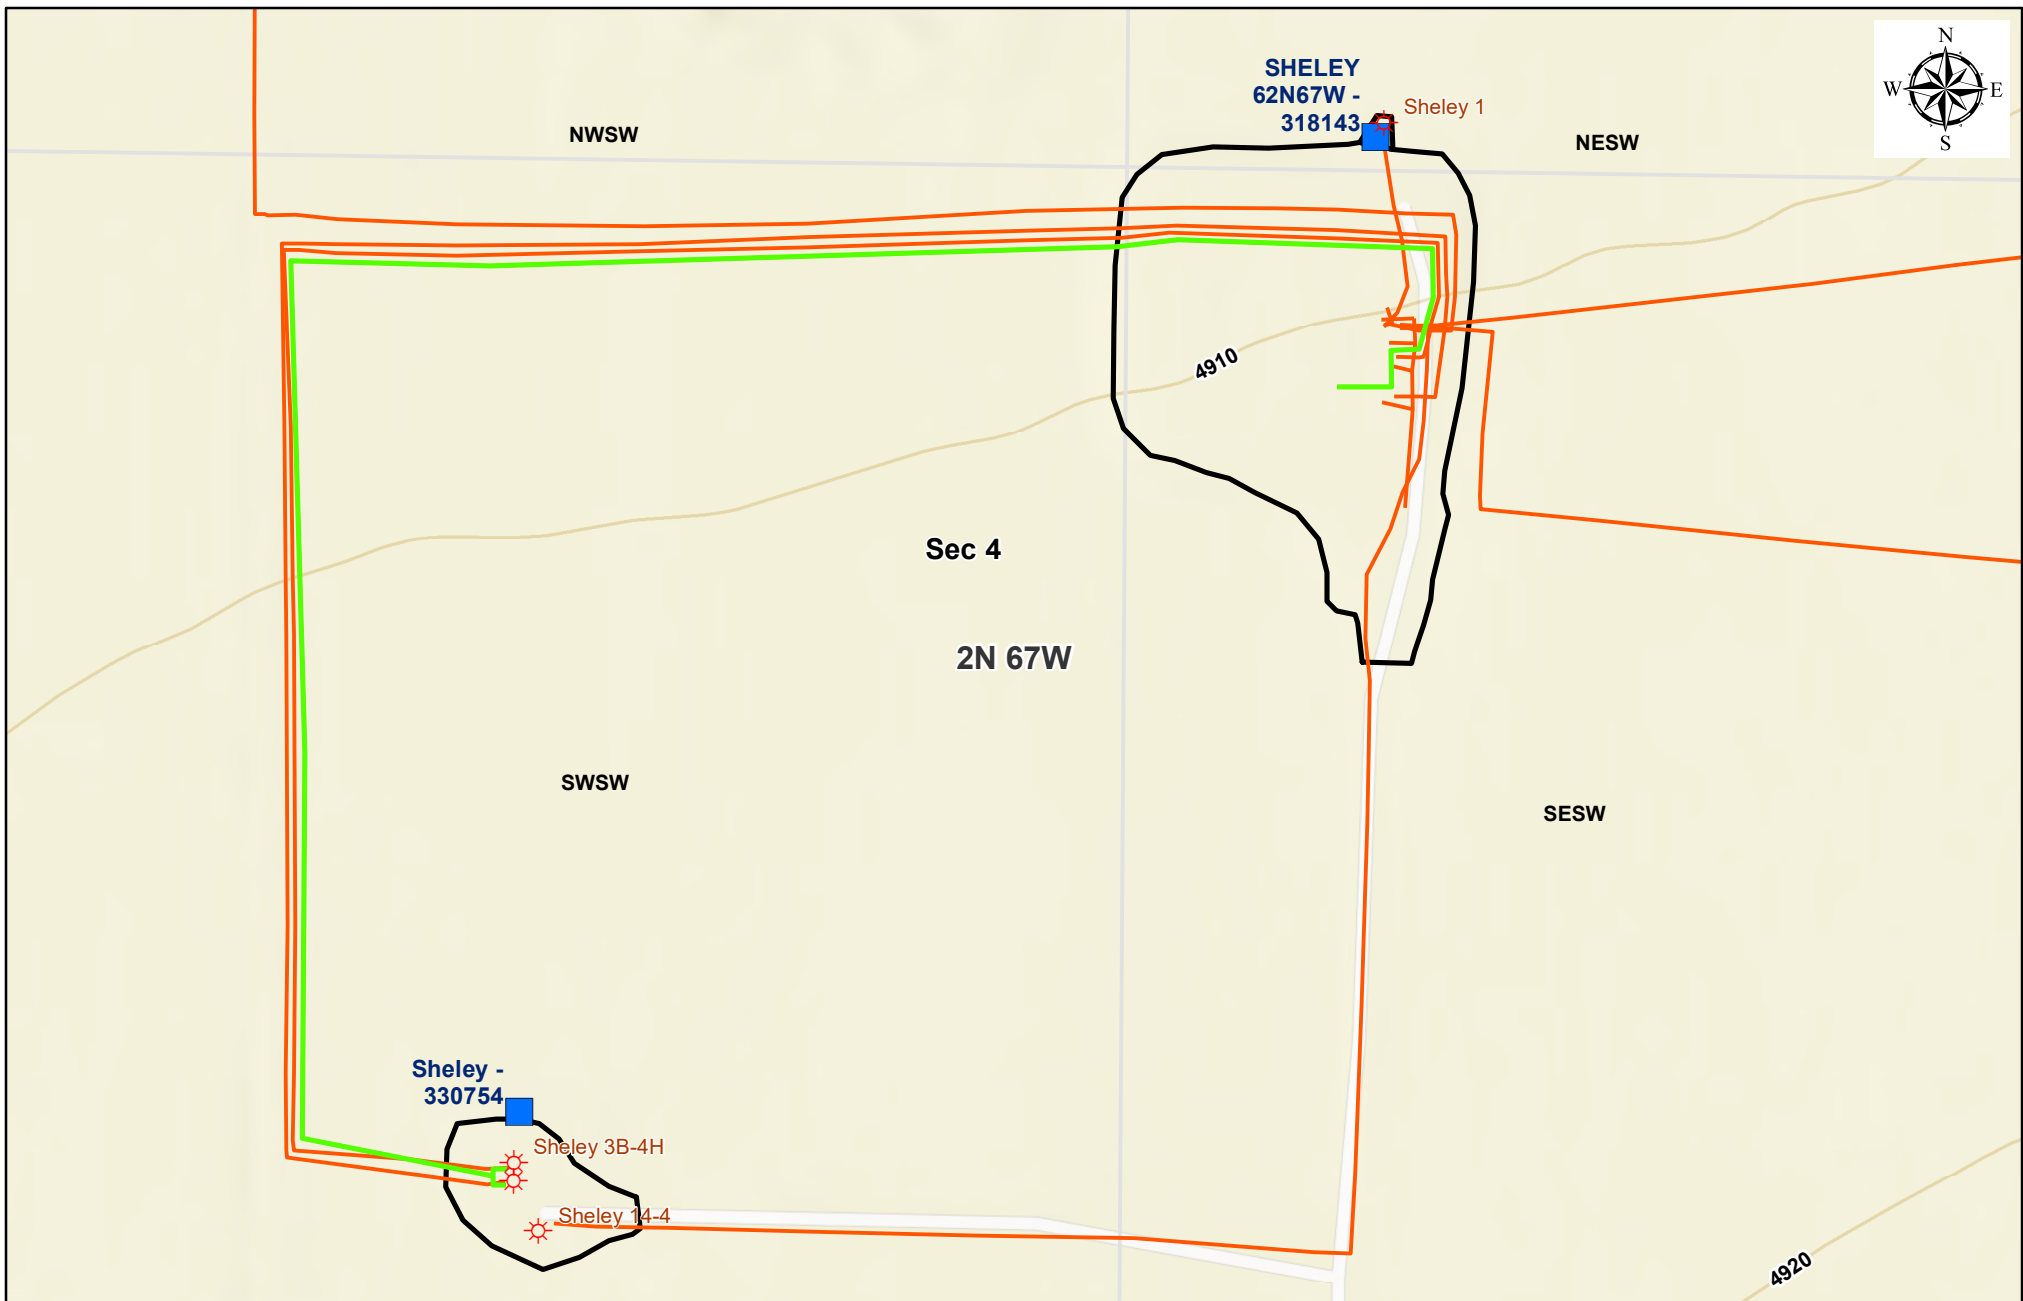 N
W E
S
SHELEY
62N67W -
318143
Sheley 1
NWSW
NESW
4910
Sec 4
2N 67W
SWSW
SESW
Sheley -
330754
Sheley 3B-4H
Sheley 14-4
4920